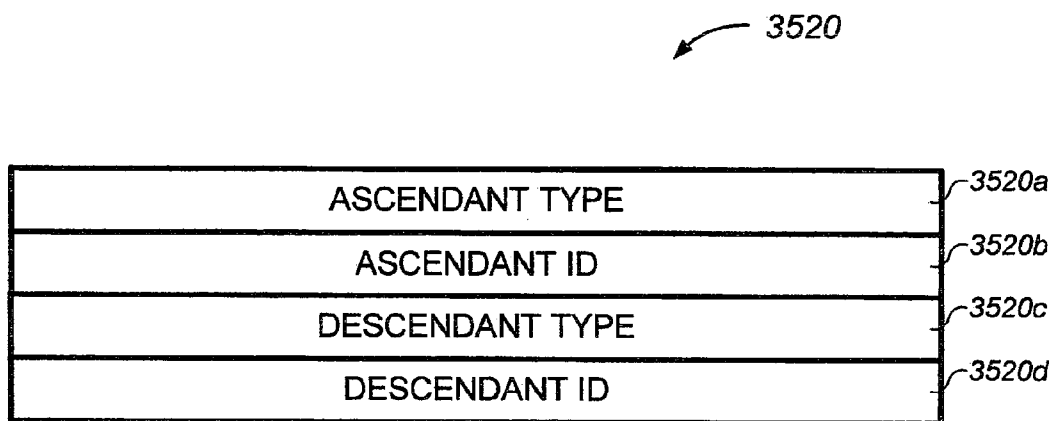 3520
ASCENDANT TYPE 3520a
ASCENDANT ID 3520b
DESCENDANT TYPE 3520c
DESCENDANT ID 3520d